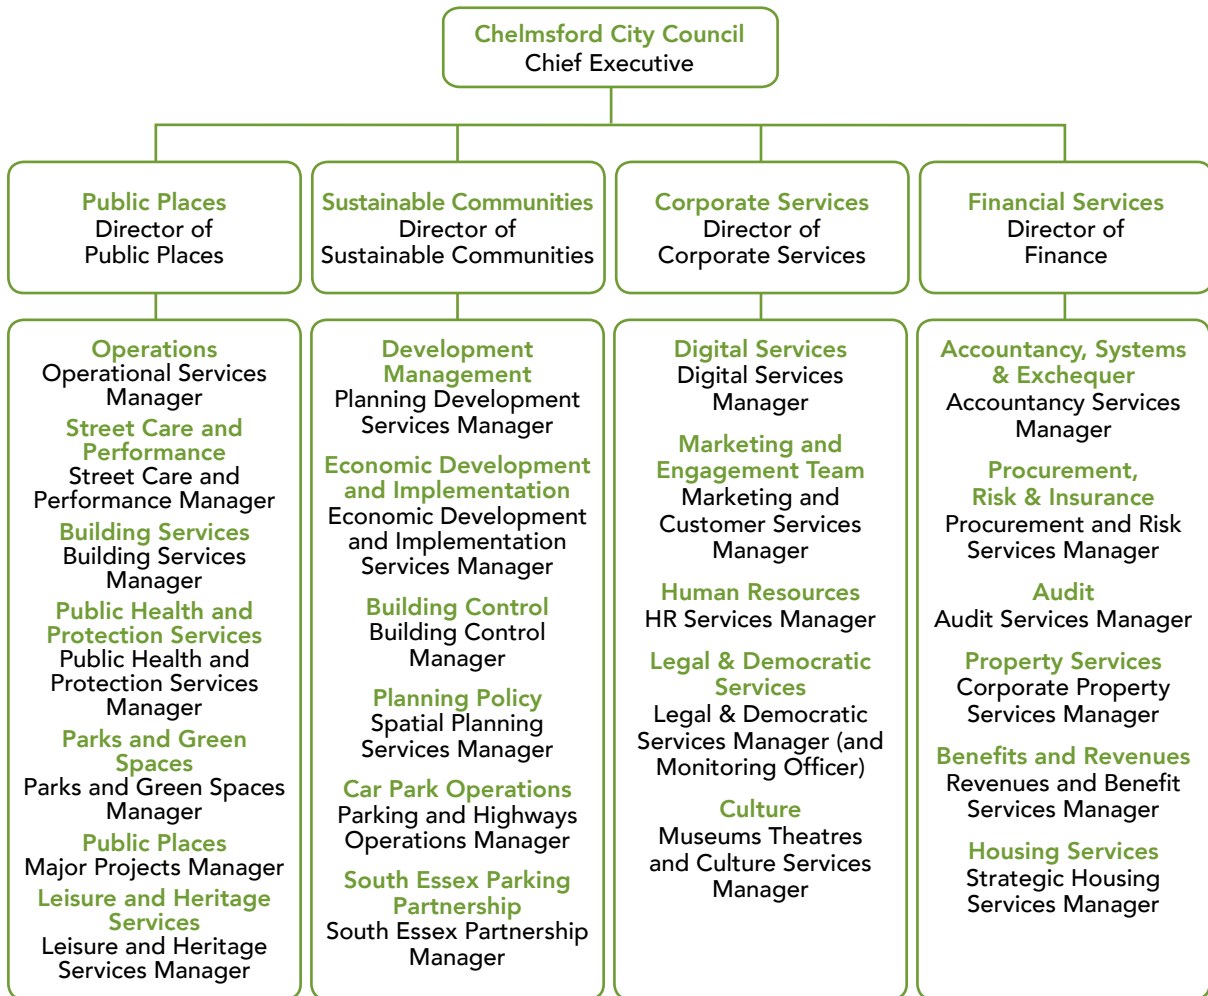 Chelmsford City Council
Chief Executive
Public Places
Director of
Public Places
Sustainable Communities
Director of
Sustainable Communities
Corporate Services
Director of
Corporate Services
Financial Services
Director of
Finance
Operations
Operational Services
Manager
Street Care and
Performance
Street Care and
Performance Manager
Building Services
Building Services
Manager
Public Health and
Protection Services
Public Health and
Protection Services
Manager
Parks and Green
Spaces
Parks and Green Spaces
Manager
Public Places
Major Projects Manager
Leisure and Heritage
Services
Leisure and Heritage
Services Manager
Development
Management
Planning Development
Services Manager
Economic Development
and Implementation
Economic Development
and Implementation
Services Manager
Building Control
Building Control
Manager
Planning Policy
Spatial Planning
Services Manager
Car Park Operations
Parking and Highways
Operations Manager
South Essex Parking
Partnership
South Essex Partnership
Manager
Digital Services
Digital Services
Manager
Marketing and
Engagement Team
Marketing and
Customer Services
Manager
Human Resources
HR Services Manager
Legal & Democratic
Services
Legal & Democratic
Services Manager (and
Monitoring Officer)
Culture
Museums Theatres
and Culture Services
Manager
Accountancy, Systems
& Exchequer
Accountancy Services
Manager
Procurement,
Risk & Insurance
Procurement and Risk
Services Manager
Audit
Audit Services Manager
Property Services
Corporate Property
Services Manager
Benefits and Revenues
Revenues and Benefit
Services Manager
Housing Services
Strategic Housing
Services Manager